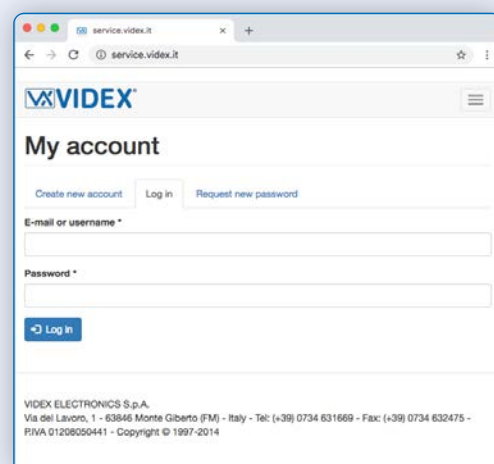 service.videx.it
service.videx.it
VX VIDEX®
My account
Create new account Log in Request new password
E-mail or username *
Password *
Log in
VIDEX ELECTRONICS S.p.A.
Via del Lavoro, 1 - 63846 Monte Giberto (FM) - Italy - Tel: (+39) 0734 631669 - Fax: (+39) 0734 632475 -
P.IVA 01208050441 - Copyright © 1997-2014